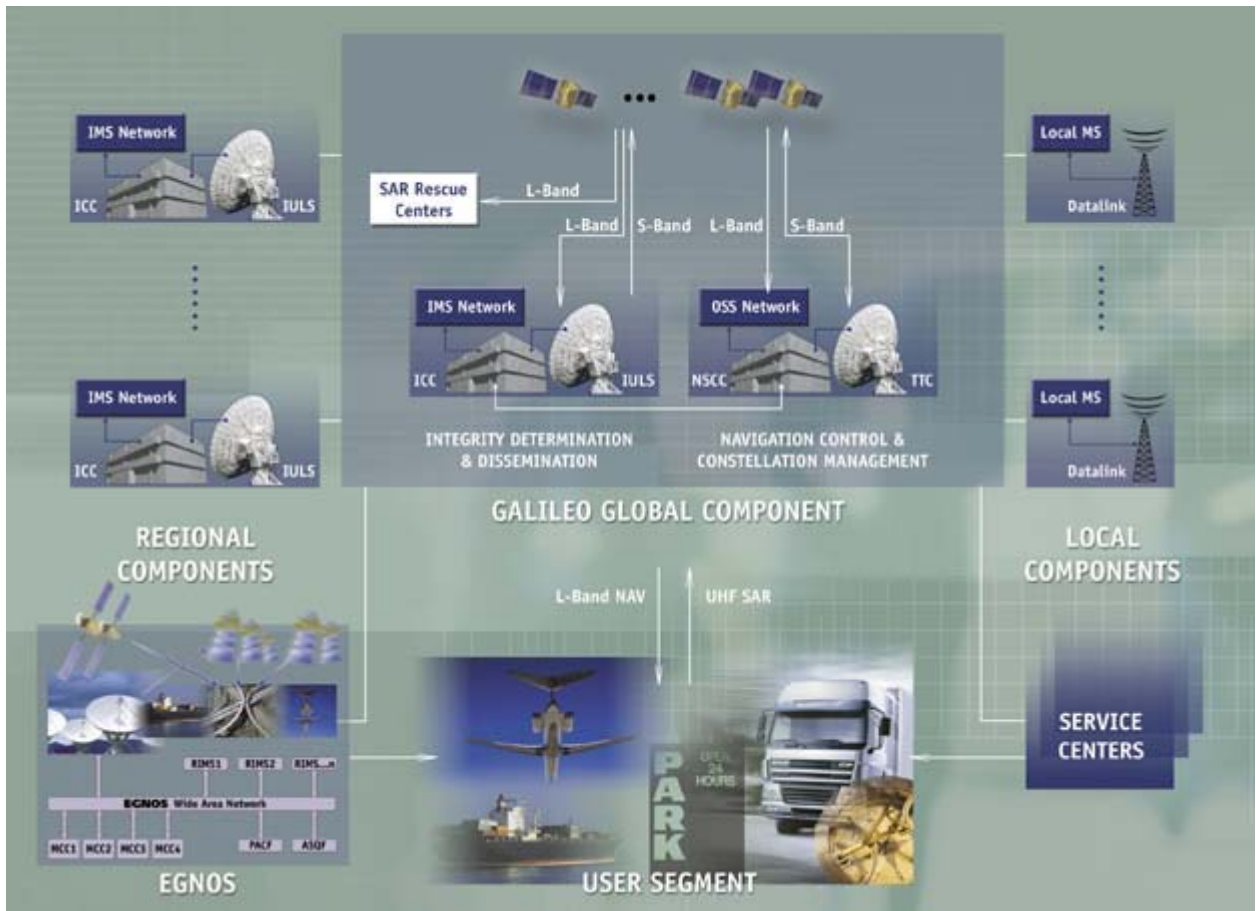 IMS Network
ICC
IULS
IMS Network
ICC
IULS
REGIONAL
COMPONENTS
SAR Rescue
Centers
L-Band
L-Band
S-Band
L-Band
S-Band
IMS Network
ICC
IULS
OSS Network
NSCC
TTC
INTEGRITY DETERMINATION
& DISSEMINATION
NAVIGATION CONTROL &
CONSTELLATION MANAGEMENT
GALILEO GLOBAL COMPONENT
Local MS
Datalink
Local MS
Datalink
LOCAL
COMPONENTS
L-Band NAV
UHF SAR
RIMS1
RIMS2
RIMS...n
EGNOS Wide Area Network
MCC1
MCC2
MCC3
MCC4
PACF
ASQF
EGNOS
PARK
OPEN
24
HOURS
USER SEGMENT
SERVICE
CENTERS